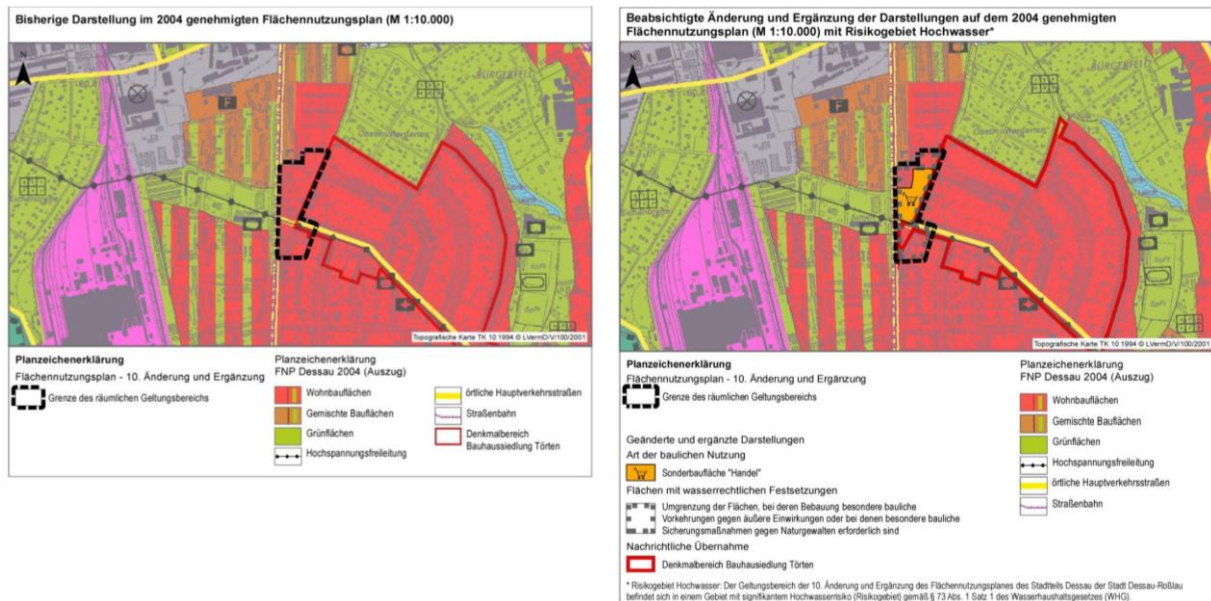 Bisherige Darstellung im 2004 genehmigten Flächennutzungsplan (M 1:10.000)
N
F
BÜRGERFELD
Topografische Karte TK 10 1994 © LVermD/V/100/2001
Planzeichenerklärung
Flächennutzungsplan - 10. Änderung und Ergänzung
Grenze des räumlichen Geltungsbereichs
Planzeichenerklärung
FNP Dessau 2004 (Auszug)
Wohnbauflächen
Gemischte Bauflächen
Grünflächen
Hochspannungsfreileitung
örtliche Hauptverkehrsstraßen
Straßenbahn
Denkmalbereich
Bauhaussiedlung Törten
Beabsichtigte Änderung und Ergänzung der Darstellungen auf dem 2004 genehmigten
Flächennutzungsplan (M 1:10.000) mit Risikogebiet Hochwasser*
N
F
BÜRGERFELD
Topografische Karte TK 10 1994 © LVermD/V/100/2001
Planzeichenerklärung
Flächennutzungsplan - 10. Änderung und Ergänzung
Grenze des räumlichen Geltungsbereichs
Geänderte und ergänzte Darstellungen
Art der baulichen Nutzung
Sonderbaufläche "Handel"
Flächen mit wasserrechtlichen Festsetzungen
Umgrenzung der Flächen, bei deren Bebauung besondere bauliche
Vorkehrungen gegen äußere Einwirkungen oder bei denen besondere bauliche
Sicherungsmaßnahmen gegen Naturgewalten erforderlich sind
Nachrichtliche Übernahme
Denkmalbereich Bauhausiedlung Törten
Planzeichenerklärung
FNP Dessau 2004 (Auszug)
Wohnbauflächen
Gemischte Bauflächen
Grünflächen
Hochspannungsfreileitung
örtliche Hauptverkehrsstraßen
Straßenbahn
* Risikogebiet Hochwasser: Der Geltungsbereich der 10. Änderung und Ergänzung des Flächennutzungsplanes des Stadtteils Dessau der Stadt Dessau-Roßlau
befindet sich in einem Gebiet mit signifikantem Hochwasserrisiko (Risikogebiet) gemäß § 73 Abs. 1 Satz 1 des Wasserhaushaltsgesetzes (WHG).